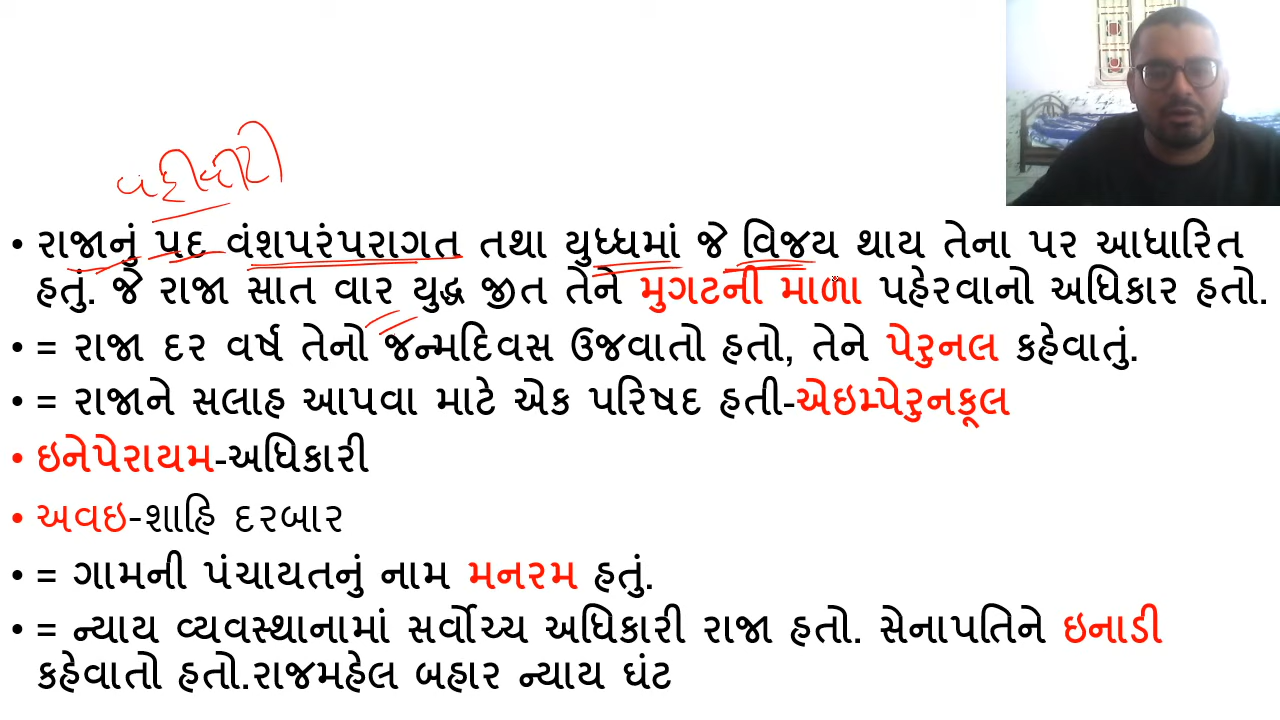 વહીવટી
• રાજાનું પદ વંશપરંપરાગત તથા યુધ્ધમાં જે વિજય થાય તેના પર આધારિત
હતું. જે રાજા સાત વાર યુદ્ધ જીત તેને મુગટની માળા પહેરવાનો અધિકાર હતો.
• = રાજા દર વર્ષ તેનો જન્મદિવસ ઉજવાતો હતો, તેને પેરુનલ કહેવાતું.
• = રાજાને સલાહ આપવા માટે એક પરિષદ હતી-એઇમ્પેરુનકૂલ
• ઇનેપેરાયમ-અધિકારી
• અવઇ-શાહિ દરબાર
• = ગામની પંચાયતનું નામ મનરમ હતું.
• = ન્યાય વ્યવસ્થાનામાં સર્વોચ્ચ અધિકારી રાજા હતો. સેનાપતિને ઇનાડી
કહેવાતો હતો.રાજમહેલ બહાર ન્યાય ઘંટ